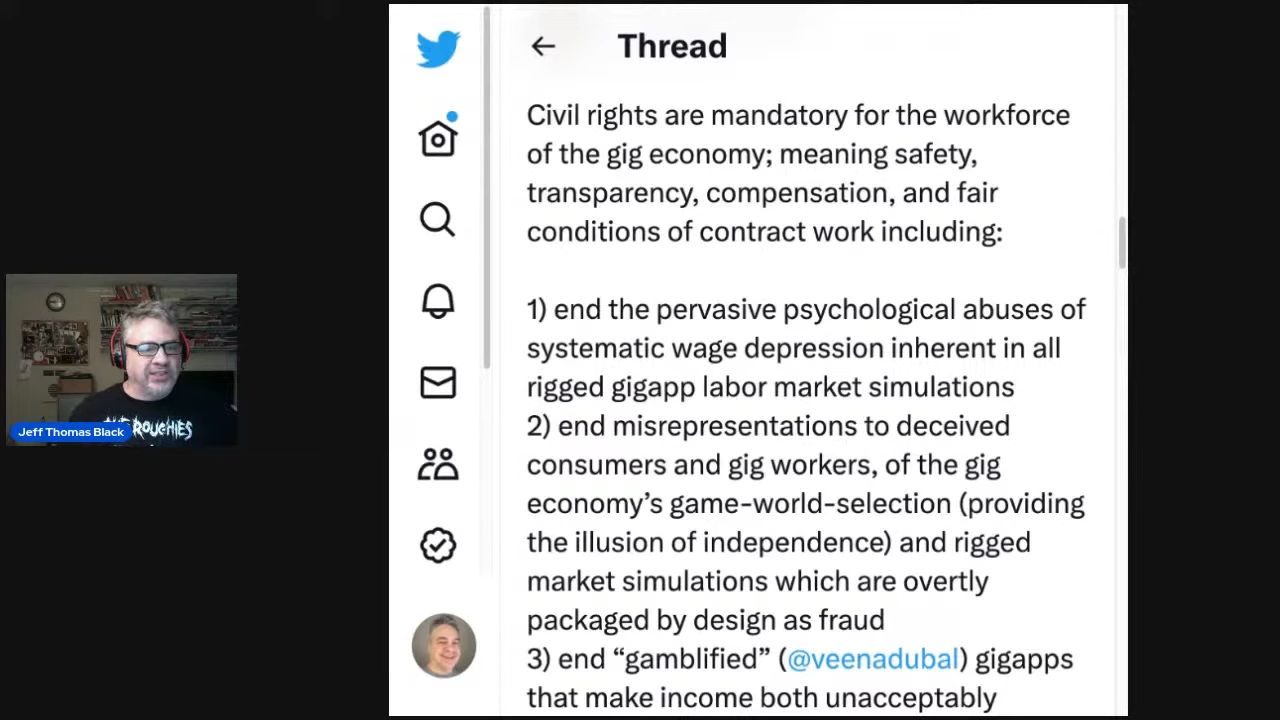 Thread
Civil rights are mandatory for the workforce
of the gig economy; meaning safety,
transparency, compensation, and fair
conditions of contract work including:
1) end the pervasive psychological abuses of
systematic wage depression inherent in all
rigged gigapp labor market simulations
2) end misrepresentations to deceived
consumers and gig workers, of the gig
economy’s game-world-selection (providing
the illusion of independence) and rigged
market simulations which are overtly
packaged by design as fraud
3) end “gamblified” (@veenadubal) gigapps
that make income both unacceptably
Jeff Thomas Black